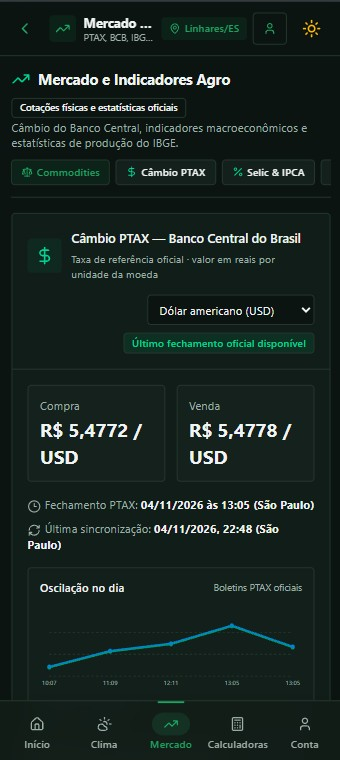 Mercado ...
PTAX, BCB, IBG...
Linhares/ES
Mercado e Indicadores Agro
Cotações físicas e estatísticas oficiais
Câmbio do Banco Central, indicadores macroeconômicos e
estatísticas de produção do IBGE.
Commodities
Câmbio PTAX
Selic & IPCA
Câmbio PTAX — Banco Central do Brasil
Taxa de referência oficial · valor em reais por
unidade da moeda
Dólar americano (USD)
Último fechamento oficial disponível
Compra
R$ 5,4772 /
USD
Venda
R$ 5,4778 /
USD
Fechamento PTAX: 04/11/2026 às 13:05 (São Paulo)
Última sincronização: 04/11/2026, 22:48 (São
Paulo)
Oscilação no dia
Boletins PTAX oficiais
10:07
11:09
12:11
13:05
13:05
Início
Clima
Mercado
Calculadoras
Conta